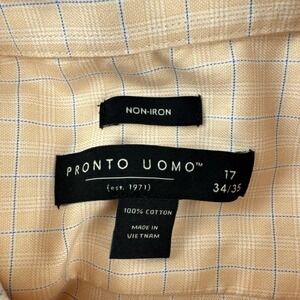 NON-IRON
PRONTO UOMO™
(est. 1971)
17
34/35
100% COTTON
MADE IN
VIETNAM